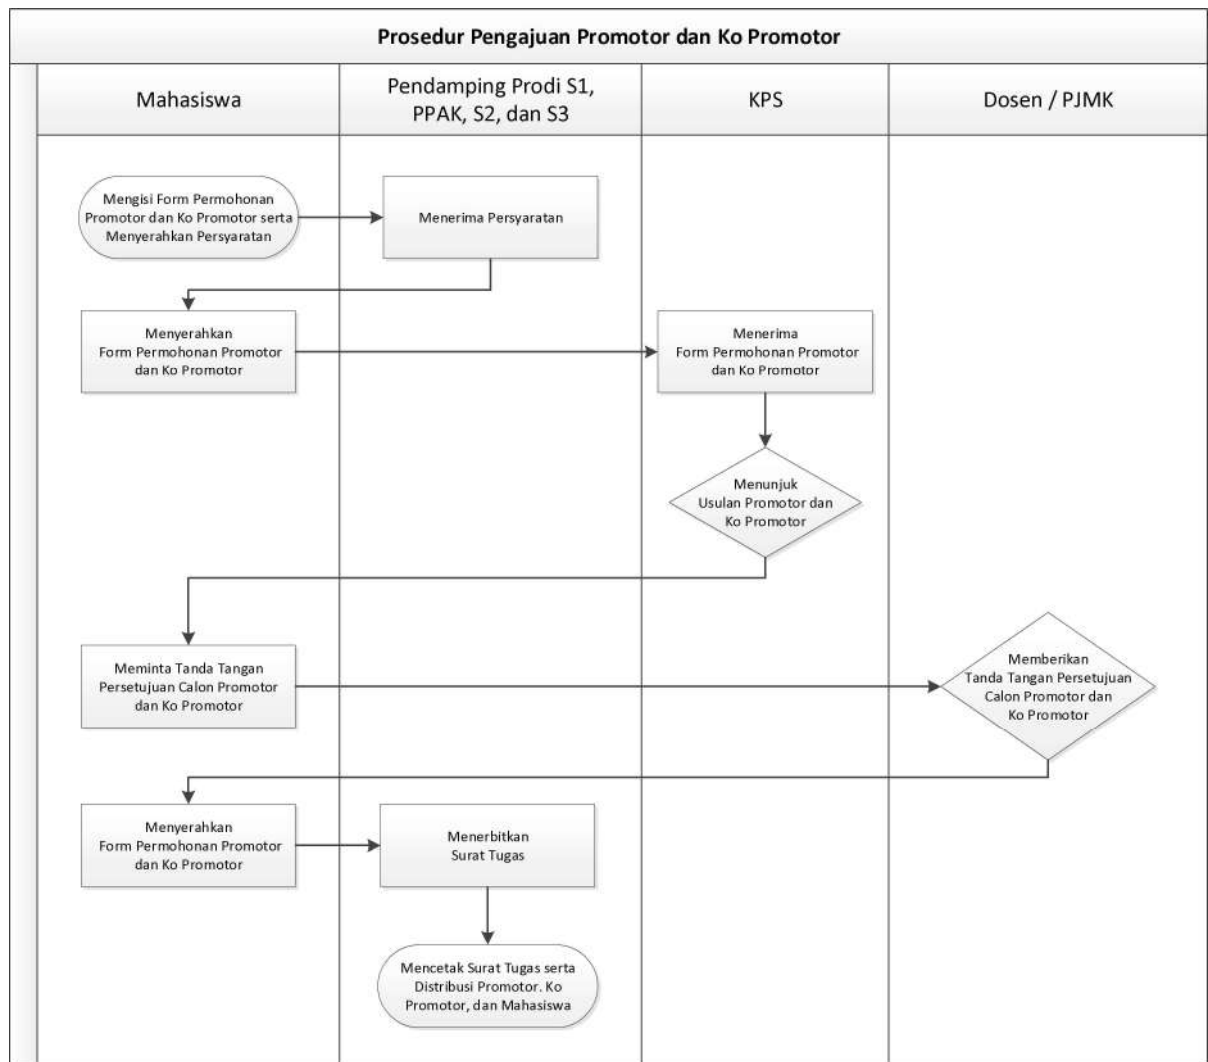 Prosedur Pengajuan Promotor dan Ko Promotor
Mahasiswa
Pendamping Prodi S1,
PPAK, S2, dan S3
KPS
Dosen / PJMK
Mengisi Form Permohonan
Promotor dan Ko Promotor serta
Menyerahkan Persyaratan
Menerima Persyaratan
Menyerahkan
Form Permohonan Promotor
dan Ko Promotor
Menerima
Form Permohonan Promotor
dan Ko Promotor
Menunjuk
Usulan Promotor dan
Ko Promotor
Meminta Tanda Tangan
Persetujuan Calon Promotor
dan Ko Promotor
Memberikan
Tanda Tangan Persetujuan
Calon Promotor dan
Ko Promotor
Menyerahkan
Form Permohonan Promotor
dan Ko Promotor
Menerbitkan
Surat Tugas
Mencetak Surat Tugas serta
Distribusi Promotor. Ko
Promotor, dan Mahasiswa